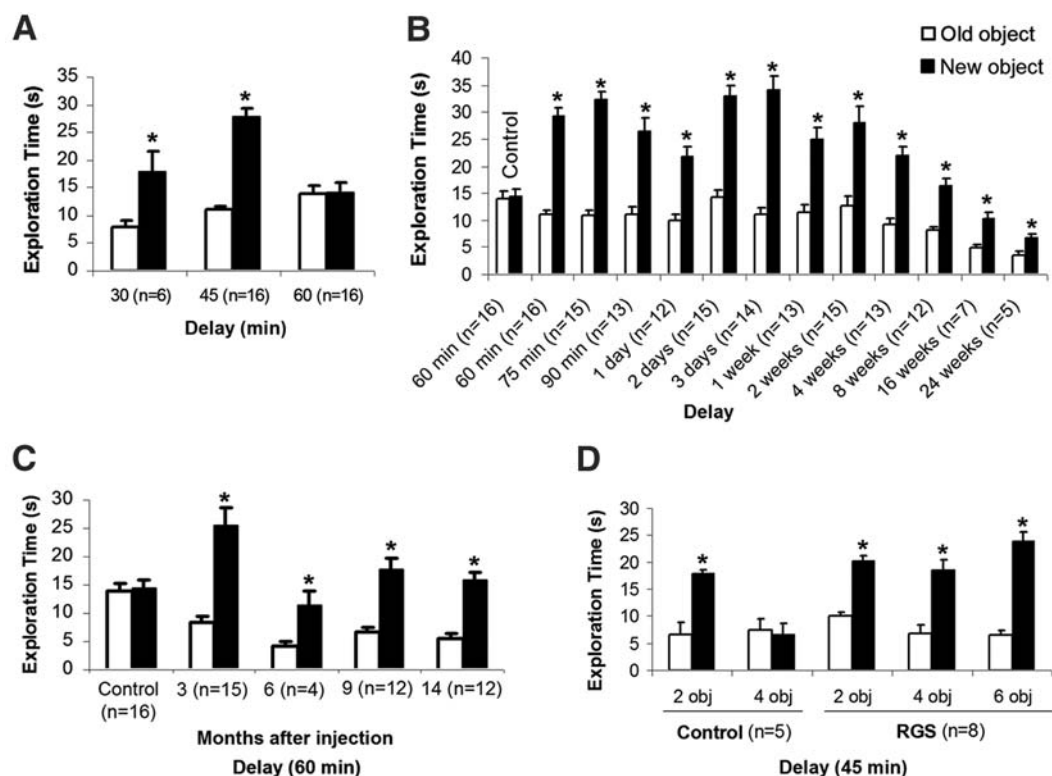 A
Exploration Time (s)
35
30
25
20
15
10
5
0
*
*
30 (n=6) 45 (n=16) 60 (n=16)
Delay (min)
B
Old object
New object
Exploration Time (s)
40
35
30
25
20
15
10
5
0
Control
* * * * * * * * * * * *
60 min (n=16)
60 min (n=16)
75 min (n=15)
90 min (n=13)
1 day (n=12)
2 days (n=15)
3 days (n=14)
1 week (n=13)
2 weeks (n=15)
4 weeks (n=13)
8 weeks (n=12)
16 weeks (n=7)
24 weeks (n=5)
Delay
C
Exploration Time (s)
30
25
20
15
10
5
0
* * * *
Control 3 (n=15) 6 (n=4) 9 (n=12) 14 (n=12)
(n=16)
Months after injection
Delay (60 min)
D
Exploration Time (s)
30
20
10
0
* * * *
2 obj 4 obj 2 obj 4 obj 6 obj
Control (n=5) RGS (n=8)
Delay (45 min)